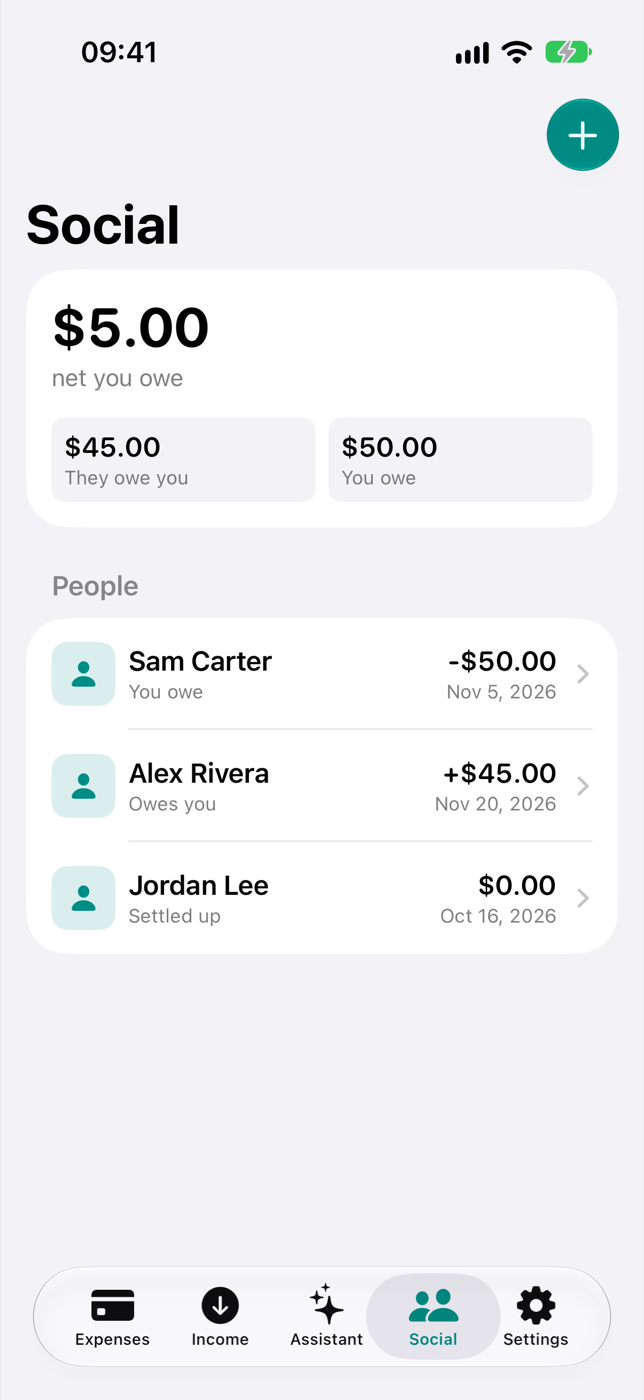 09:41
Social
$5.00
net you owe
$45.00
They owe you
$50.00
You owe
People
Sam Carter
You owe
-$50.00
Nov 5, 2026
Alex Rivera
Owes you
+$45.00
Nov 20, 2026
Jordan Lee
Settled up
$0.00
Oct 16, 2026
Expenses
Income
Assistant
Social
Settings